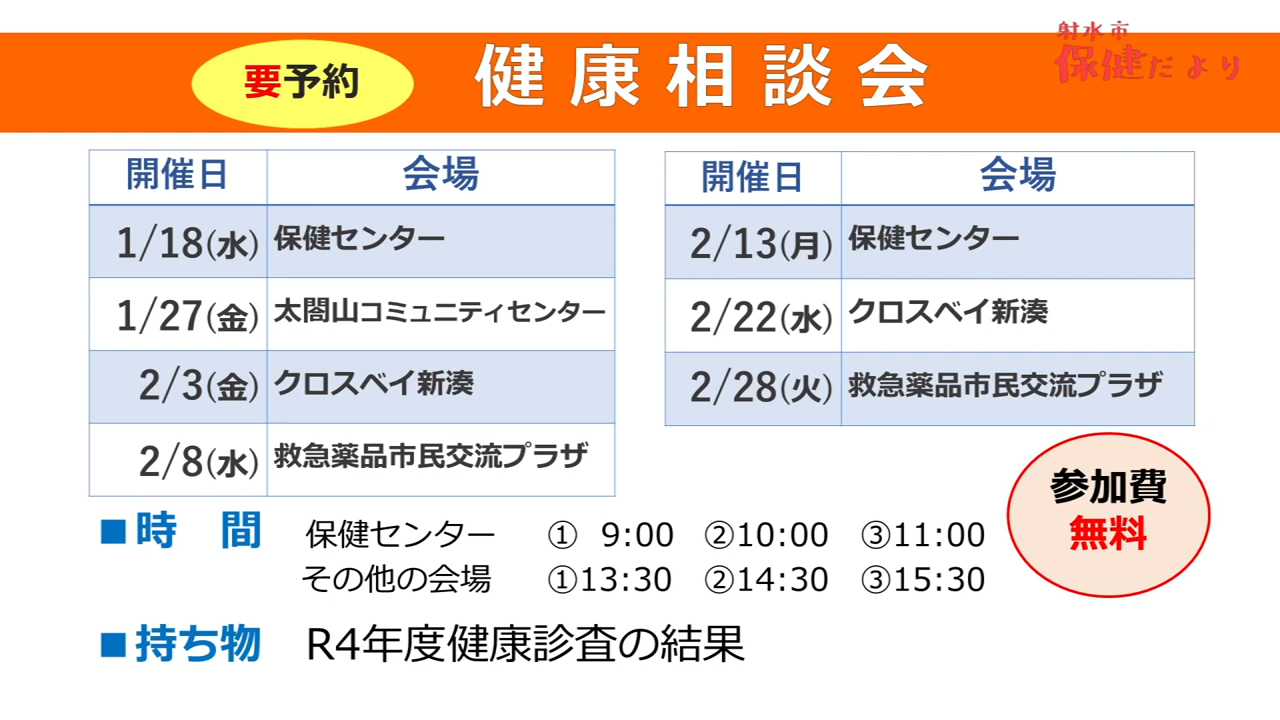 射水市
保健だより
要予約
健康相談会
開催日 会場
1/18(水) 保健センター
1/27(金) 太閤山コミュニティセンター
2/3(金) クロスベイ新湊
2/8(水) 救急薬品市民交流プラザ
開催日 会場
2/13(月) 保健センター
2/22(水) クロスベイ新湊
2/28(火) 救急薬品市民交流プラザ
参加費
無料
■時　間 保健センター ① 9:00 ②10:00 ③11:00
その他の会場 ①13:30 ②14:30 ③15:30
■持ち物 R4年度健康診査の結果